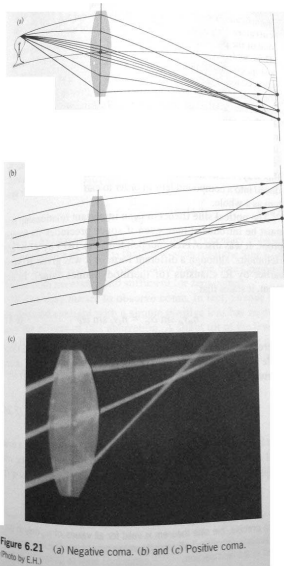 (a)
(b)
(c)
Figure 6.21 (a) Negative coma. (b) and (c) Positive coma.
(Photo by E.H.)